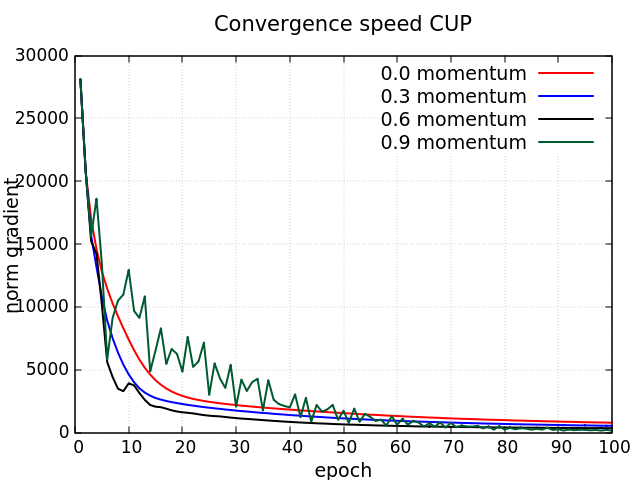 Convergence speed CUP
30000
25000
20000
15000
10000
5000
0
norm gradient
0.0 momentum
0.3 momentum
0.6 momentum
0.9 momentum
0 10 20 30 40 50 60 70 80 90 100
epoch